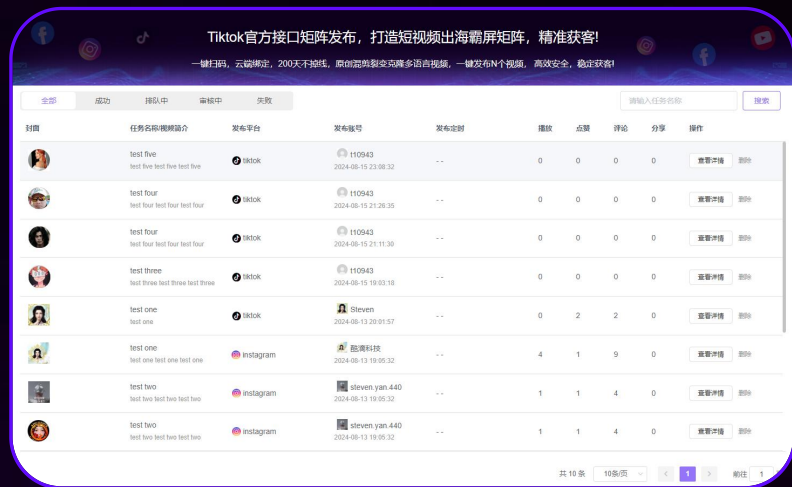 Tiktok官方接口矩阵发布，打造短视频出海霸屏矩阵，精准获客!
一键扫码，云端绑定，200天不掉线，原创混剪裂变克隆多语言视频，一键发布N个视频， 高效安全，稳定获客!
全部 成功 排队中 审核中 失败 请输入任务名称 搜索
封面 任务名称/视频简介 发布平台 发布账号 发布定时 播放 点赞 评论 分享 操作
test five t10943
tiktok - - 0 0 0 0 查看详情 删除
test five test five test five 2024-08-15 23:08:32
test four t10943
tiktok - - 0 0 0 0 查看详情 删除
test four test four test four 2024-08-15 21:26:35
test four t10943
tiktok - - 0 0 0 0 查看详情 删除
test four test four test four 2024-08-15 21:11:30
test three t10943
tiktok - - 0 0 0 0 查看详情 删除
test three test three test three 2024-08-15 19:03:18
test one Steven
tiktok - - 0 2 2 0 查看详情 删除
test one 2024-08-13 20:01:57
test one 酷滴科技
instagram - - 4 1 9 0 查看详情 删除
test one test one test one 2024-08-13 19:05:32
test two steven.yan.440
instagram - - 1 1 4 0 查看详情 删除
test two test two test two 2024-08-13 19:05:32
test two steven.yan.440
instagram - - 1 1 4 0 查看详情 删除
test two test two test two 2024-08-13 19:05:32
共 10 条 10条/页 < 1 > 前往 1